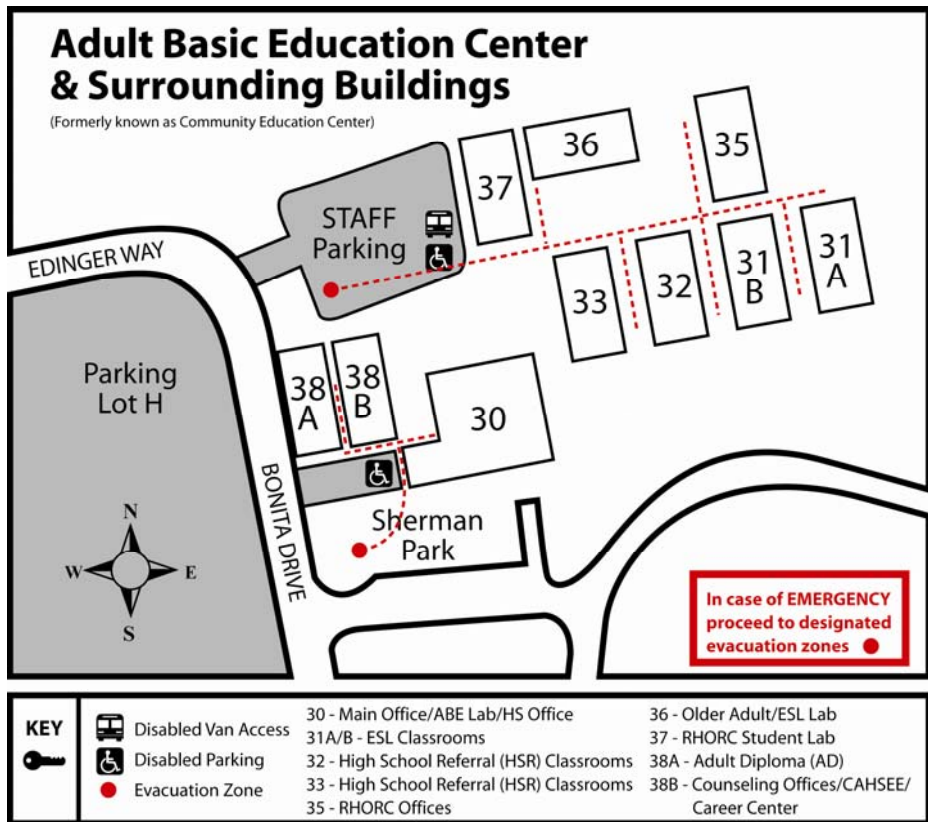 Adult Basic Education Center
& Surrounding Buildings
(Formerly known as Community Education Center)
36
35
37
STAFF
Parking
EDINGER WAY
31
A
31
B
32
33
Parking
Lot H
38
A
38
B
30
BONITA DRIVE
Sherman
Park
N
W
E
S
In case of EMERGENCY
proceed to designated
evacuation zones
KEY
Disabled Van Access
Disabled Parking
Evacuation Zone
30 - Main Office/ABE Lab/HS Office
31A/B - ESL Classrooms
32 - High School Referral (HSR) Classrooms
33 - High School Referral (HSR) Classrooms
35 - RHORC Offices
36 - Older Adult/ESL Lab
37 - RHORC Student Lab
38A - Adult Diploma (AD)
38B - Counseling Offices/CAHSEE/
Career Center